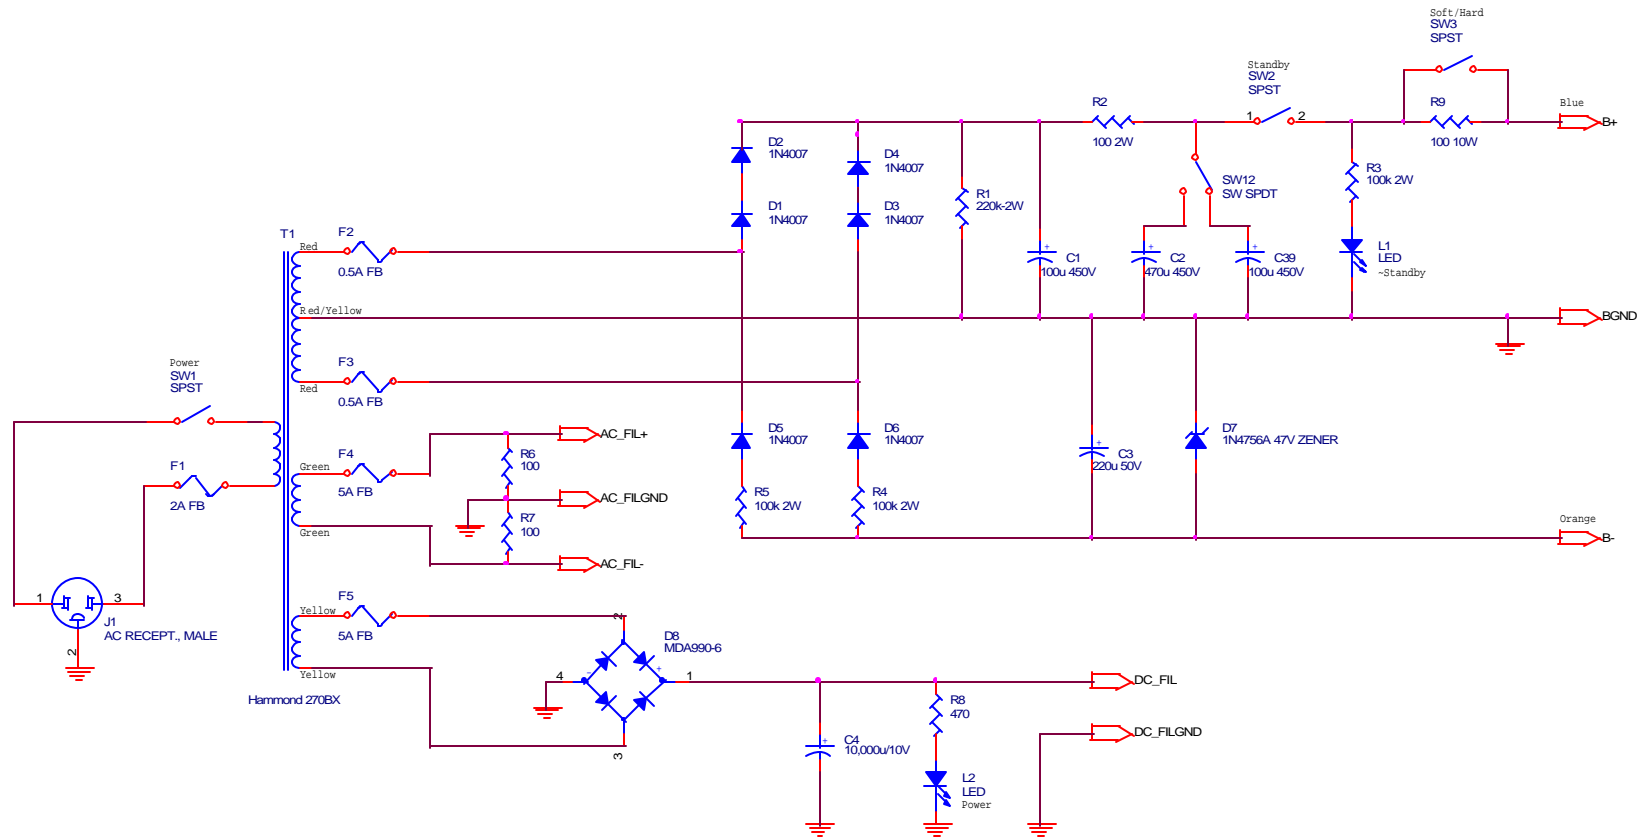 Soft/Hard
SW3
SPST
Standby
SW2
SPST
R2
100 2W
1
2
R9
100 10W
Blue
B+
D2
1N4007
D4
1N4007
D1
1N4007
D3
1N4007
R1
220k-2W
SW12
SW SPDT
R3
100k 2W
T1
Red
F2
0.5A FB
C1
100u 450V
C2
470u 450V
C39
100u 450V
L1
LED
~Standby
Red/Yellow
BGND
Power
SW1
SPST
F3
Red
0.5A FB
AC_FIL+
D5
1N4007
D6
1N4007
C3
220u 50V
D7
1N4756A 47V ZENER
F1
2A FB
Green
F4
5A FB
R6
100
AC_FILGND
R5
100k 2W
R4
100k 2W
R7
100
Green
Orange
B-
AC_FIL-
1
3
J1
AC RECEPT., MALE
2
Yellow
F5
5A FB
2
D8
MDA990-6
4
-
+
1
3
Yellow
Hammond 270BX
DC_FIL
R8
470
C4
10,000u/10V
DC_FILGND
L2
LED
Power